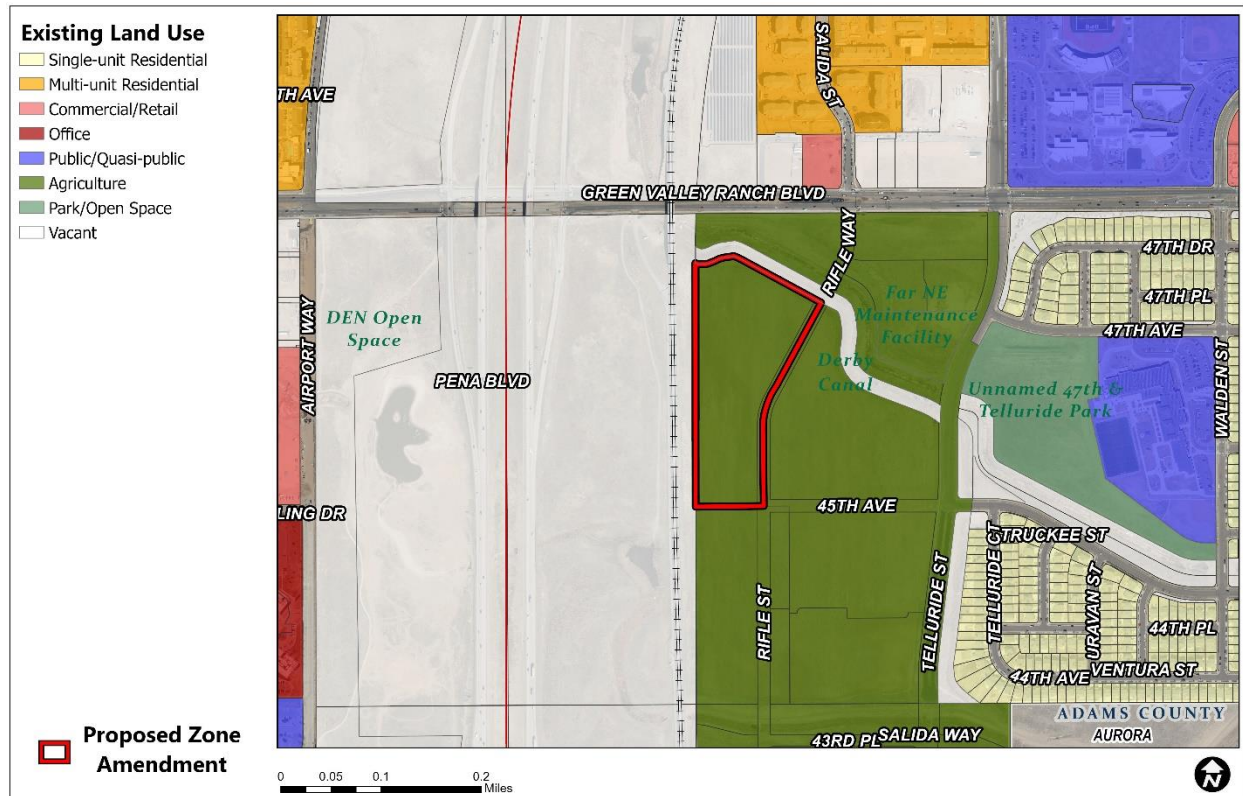 Existing Land Use
Single-unit Residential
Multi-unit Residential
Commercial/Retail
Office
Public/Quasi-public
Agriculture
Park/Open Space
Vacant
TH AVE
SALIDA ST
GREEN VALLEY RANCH BLVD
RIFLE WAY
47TH DR
47TH PL
47TH AVE
WALDEN ST
Far NE
Maintenance
Facility
DEN Open
Space
AIRPORT WAY
PENA BLVD
Derby
Canal
Unnamed 47th &
Telluride Park
LING DR
45TH AVE
TRUCKEE ST
TELLURIDE CT
TELLURIDE ST
RIFLE ST
URAVAN ST
44TH PL
44TH AVE
VENTURA ST
ADAMS COUNTY
AURORA
43RD PL
SALIDA WAY
Proposed Zone
Amendment
0 0.05 0.1 0.2
Miles
N